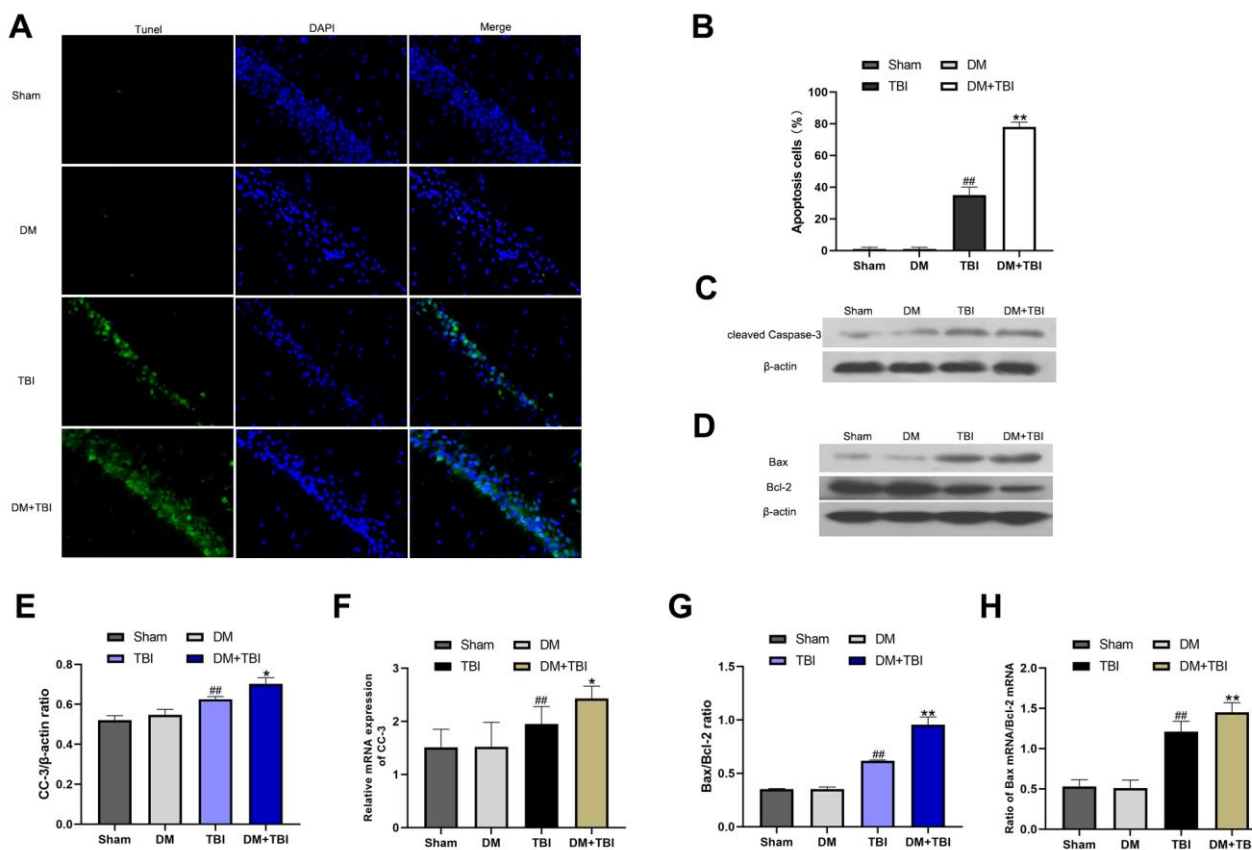 A
Tunel DAPI Merge
Sham
DM
TBI
DM+TBI
B
Sham DM
TBI DM+TBI
Apoptosis cells (%)
100
80
60
40
20
0
##
**
Sham DM TBI DM+TBI
C
Sham DM TBI DM+TBI
cleaved Caspase-3
β-actin
D
Sham DM TBI DM+TBI
Bax
Bcl-2
β-actin
E
Sham DM
TBI DM+TBI
CC-3/β-actin ratio
0.8
0.6
0.4
0.2
0.0
##
*
Sham DM TBI DM+TBI
F
Sham DM
TBI DM+TBI
Relative mRNA expression
of CC-3
3
2
1
0
##
*
Sham DM TBI DM+TBI
G
Sham DM
TBI DM+TBI
Bax/Bcl-2 ratio
1.5
1.0
0.5
0.0
##
**
Sham DM TBI DM+TBI
H
Sham DM
TBI DM+TBI
Ratio of Bax mRNA/Bcl-2 mRNA
2.0
1.5
1.0
0.5
0.0
##
**
Sham DM TBI DM+TB